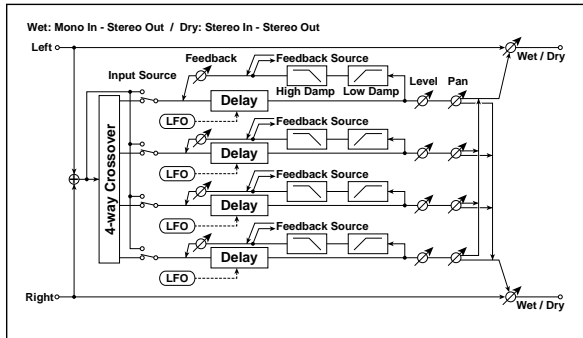 Wet: Mono In - Stereo Out / Dry: Stereo In - Stereo Out
Left
Wet / Dry
Feedback
Feedback Source
Input Source
High Damp
Low Damp
Level
Pan
Delay
LFO
Feedback Source
Delay
LFO
4-way Crossover
Feedback Source
Delay
LFO
Feedback Source
Delay
LFO
Right
Wet / Dry